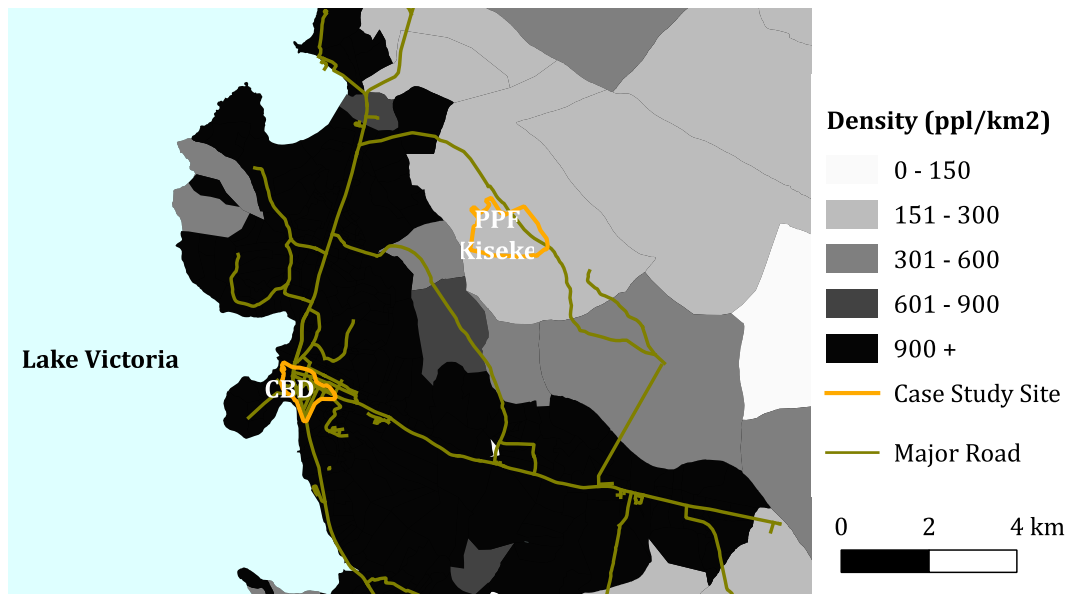 PPF
Kiseke
Lake Victoria
CBD
Density (ppl/km2)
0 - 150
151 - 300
301 - 600
601 - 900
900 +
Case Study Site
Major Road
0 2 4 km